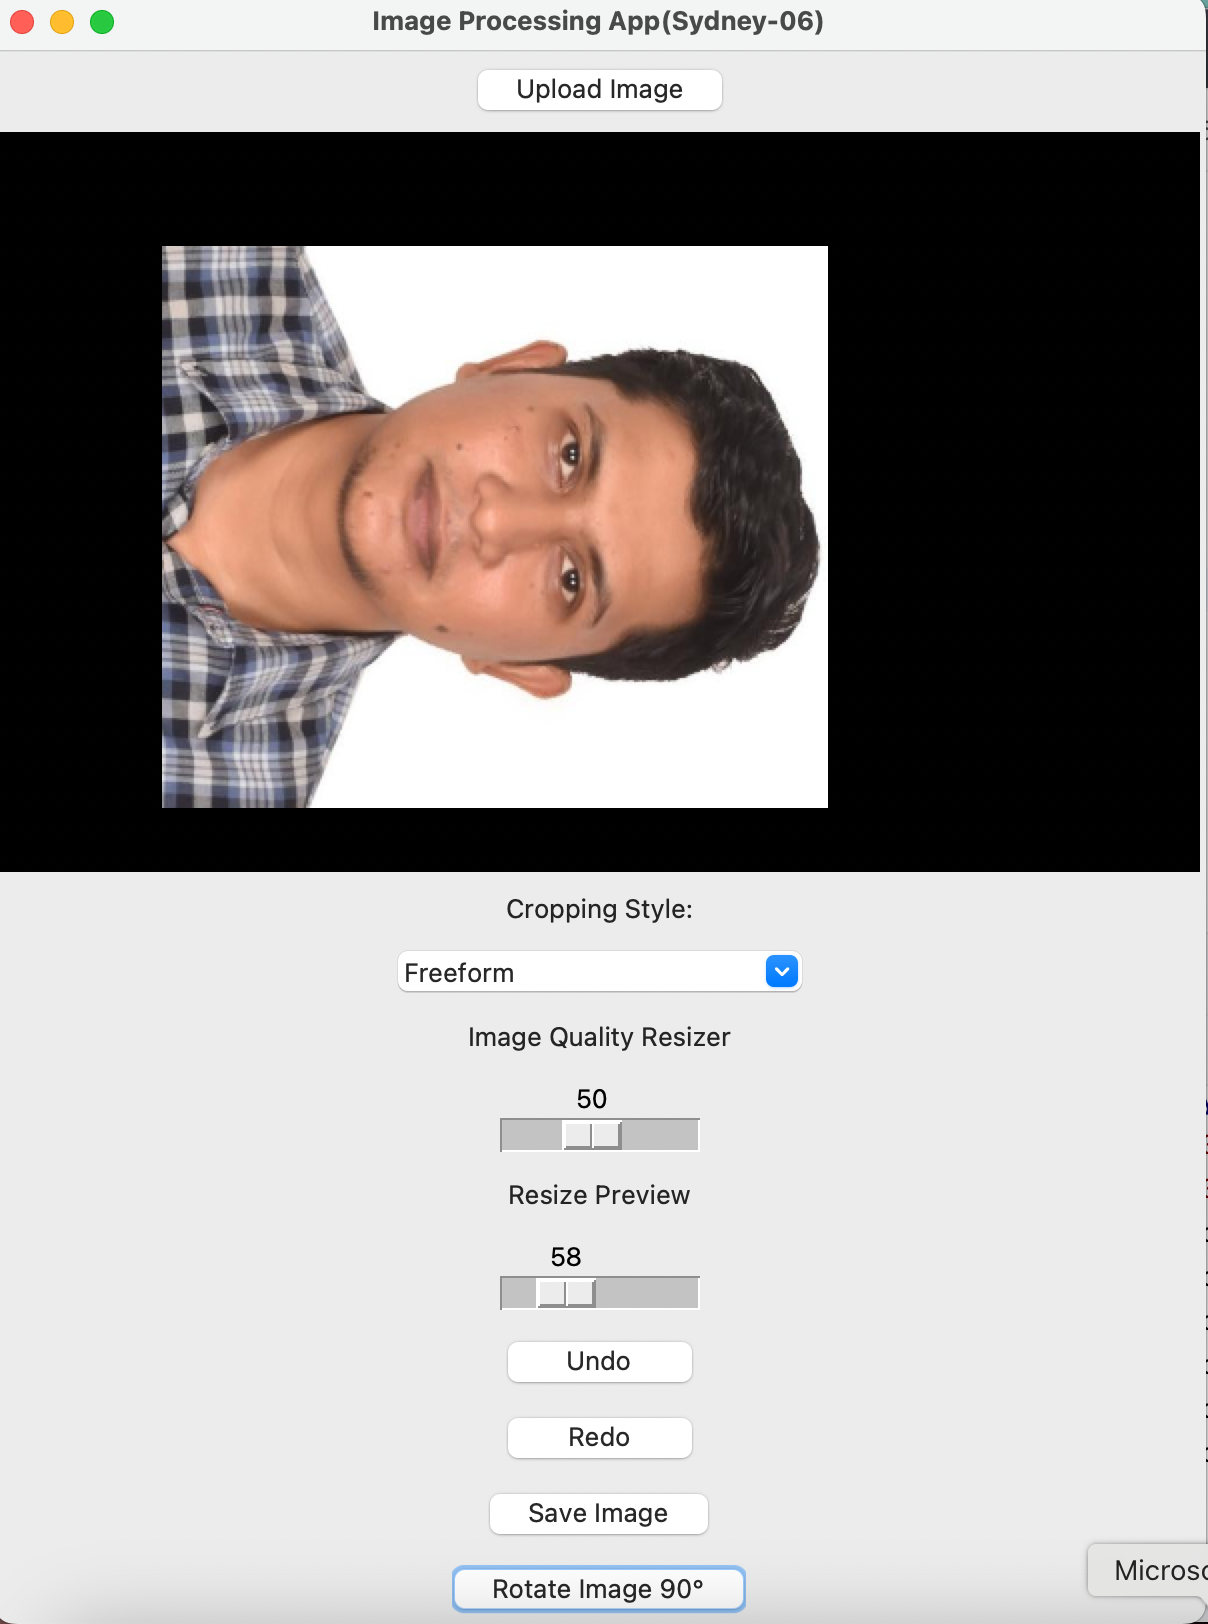 Image Processing App(Sydney-06)
Upload Image
Cropping Style:
Freeform
Image Quality Resizer
50
Resize Preview
58
Undo
Redo
Save Image
Rotate Image 90°